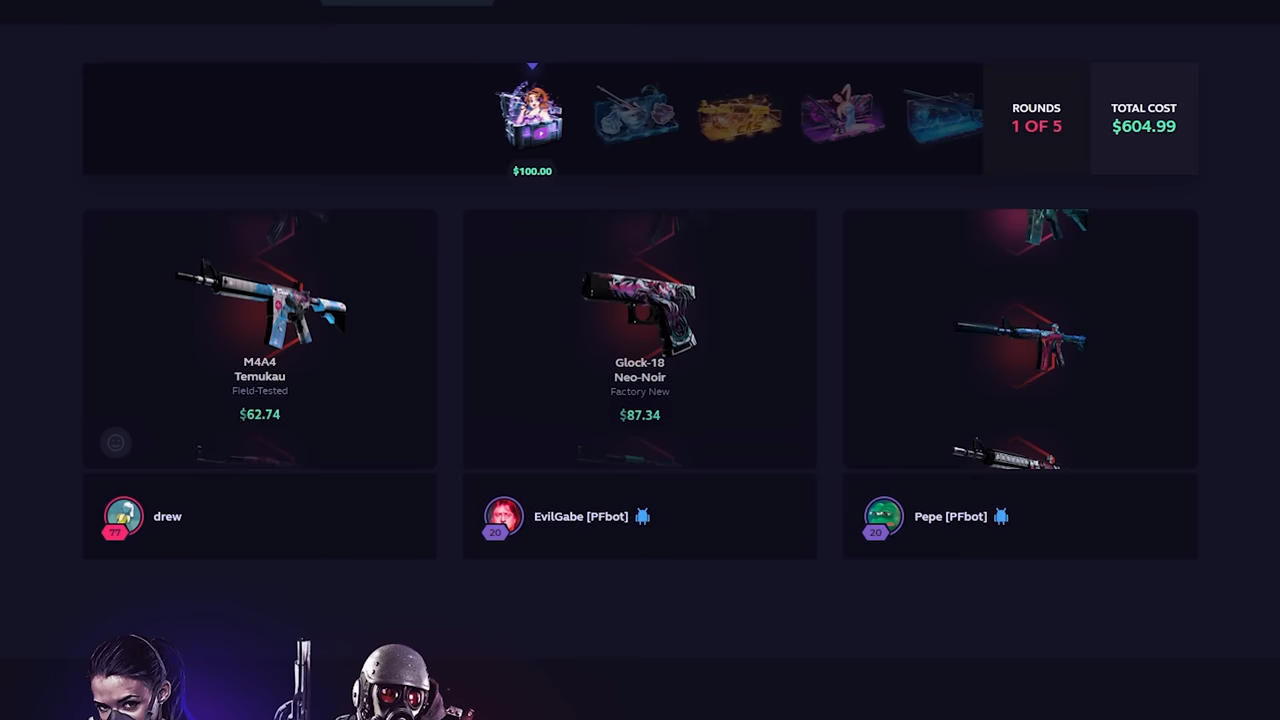 ROUNDS
1 OF 5
TOTAL COST
$604.99
$100.00
M4A4
Temukau
Field-Tested
$62.74
Glock-18
Neo-Noir
Factory New
$87.34
77
drew
20
EvilGabe [PFbot]
20
Pepe [PFbot]